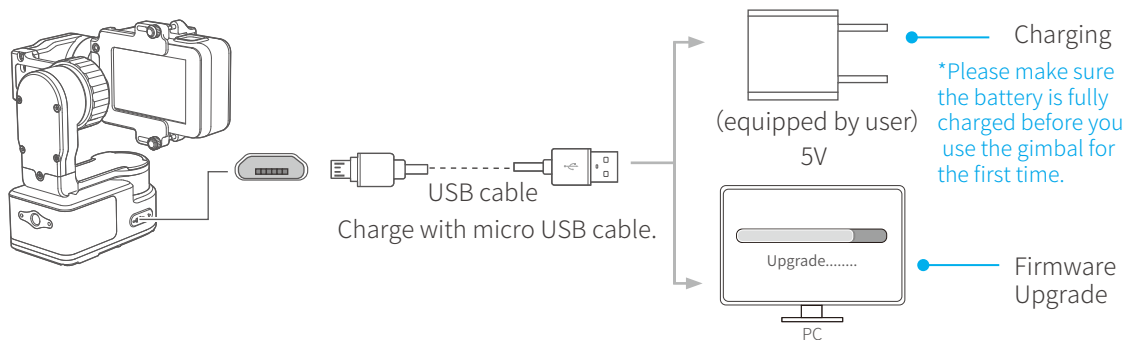 Charging
*Please make sure
the battery is fully
charged before you
use the gimbal for
the first time.
(equipped by user)
5V
USB cable
Charge with micro USB cable.
Upgrade........
Firmware
Upgrade
PC